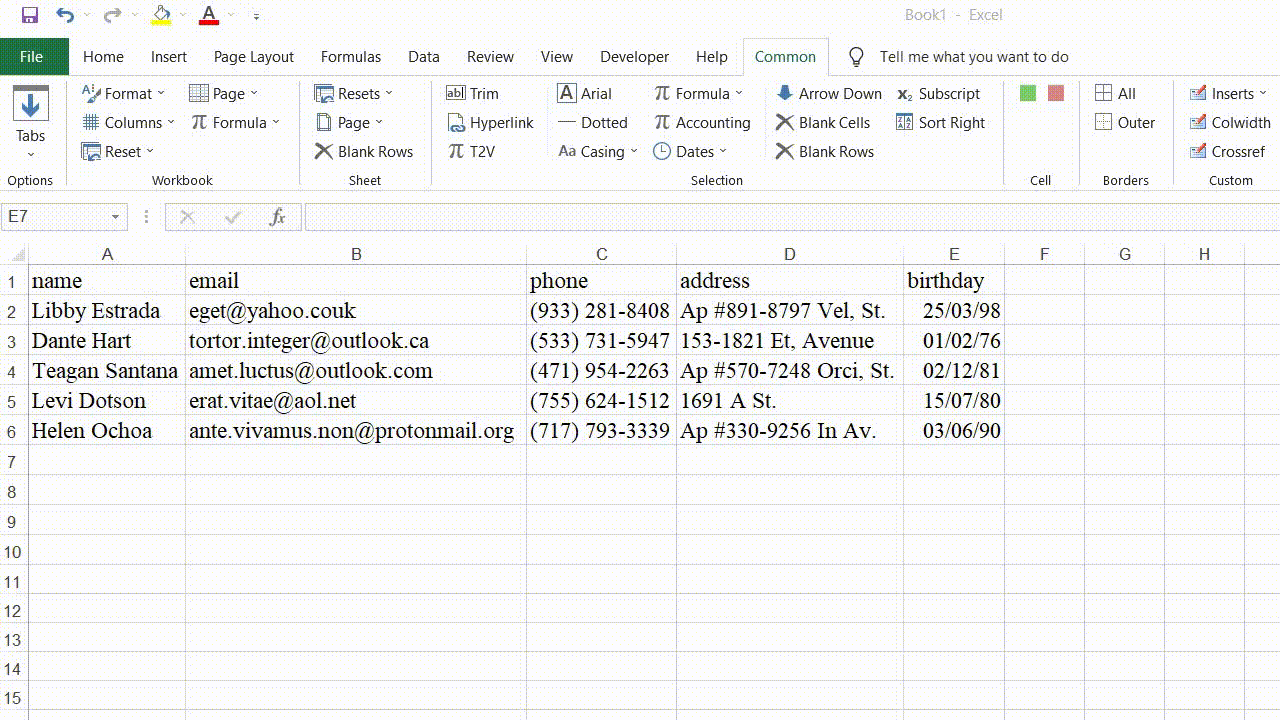 Book1 - Excel
File Home Insert Page Layout Formulas Data Review View Developer Help Common Tell me what you want to do
Format Page Resets Trim Arial Formula Arrow Down Subscript All Inserts
Tabs Columns Formula Page Hyperlink Dotted Accounting Blank Cells Sort Right Outer Colwidth
Reset Blank Rows T2V Casing Dates Blank Rows Crossref
Options Workbook Sheet Selection Cell Borders Custom
E7 fx
A B C D E F G H
1 name email phone address birthday
2 Libby Estrada eget@yahoo.couk (933) 281-8408 Ap #891-8797 Vel, St. 25/03/98
3 Dante Hart tortor.integer@outlook.ca (533) 731-5947 153-1821 Et, Avenue 01/02/76
4 Teagan Santana amet.luctus@outlook.com (471) 954-2263 Ap #570-7248 Orci, St. 02/12/81
5 Levi Dotson erat.vitae@aol.net (755) 624-1512 1691 A St. 15/07/80
6 Helen Ochoa ante.vivamus.non@protonmail.org (717) 793-3339 Ap #330-9256 In Av. 03/06/90
7
8
9
10
11
12
13
14
15